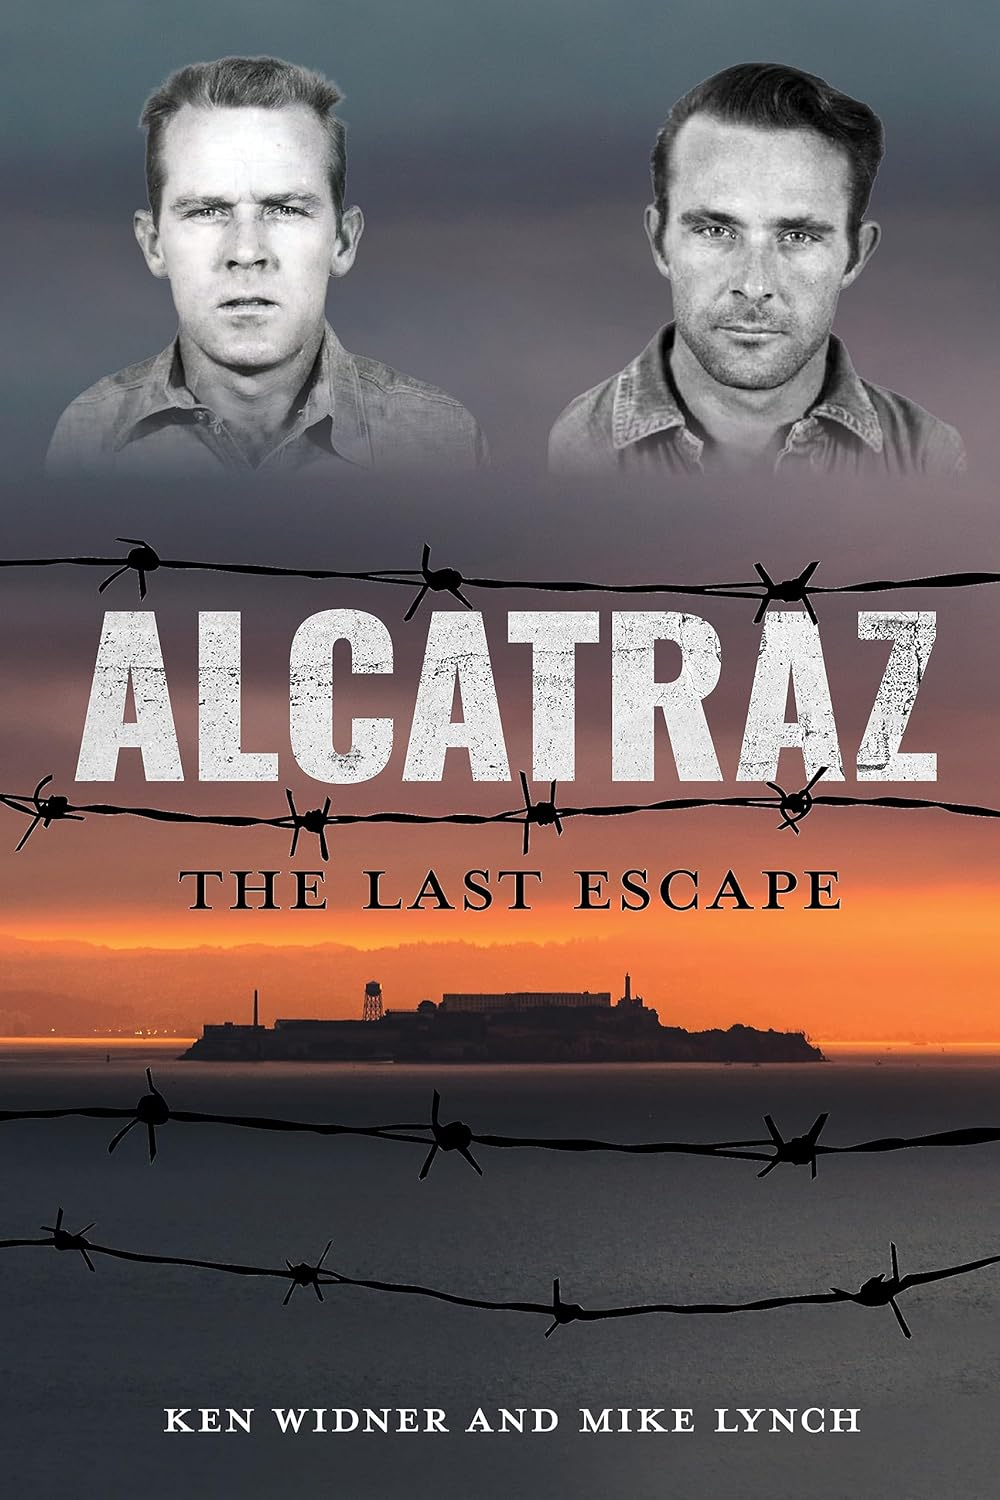 ALCATRAZ
THE LAST ESCAPE
KEN WIDNER AND MIKE LYNCH